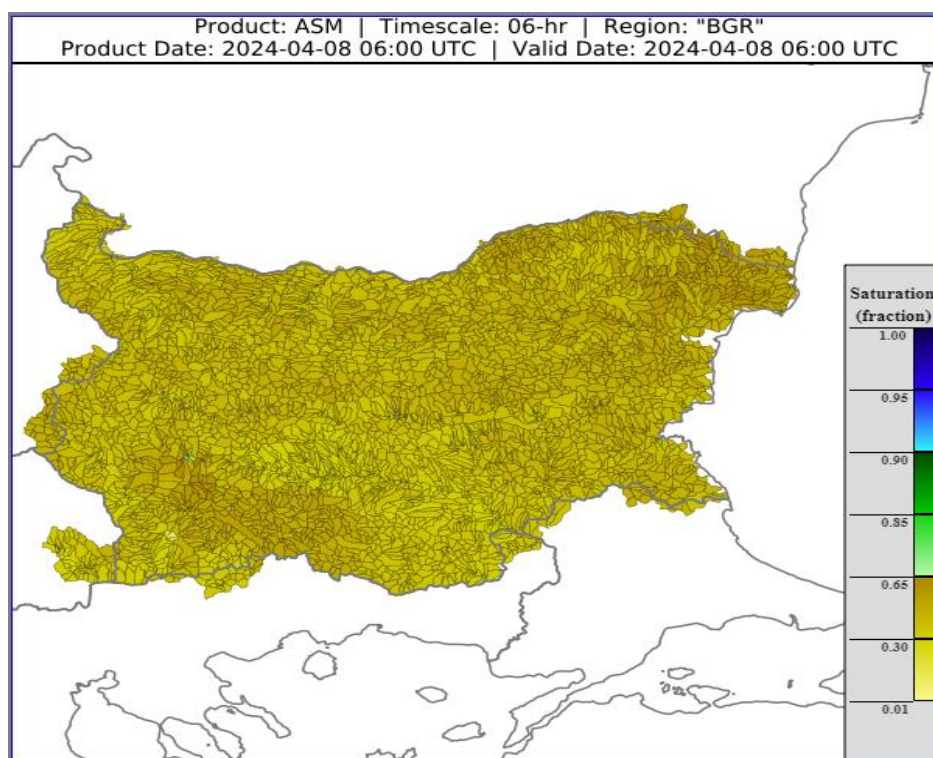 Product: ASM | Timescale: 06-hr | Region: "BGR"
Product Date: 2024-04-08 06:00 UTC | Valid Date: 2024-04-08 06:00 UTC
Saturation
(fraction)
1.00
0.95
0.90
0.85
0.65
0.30
0.01